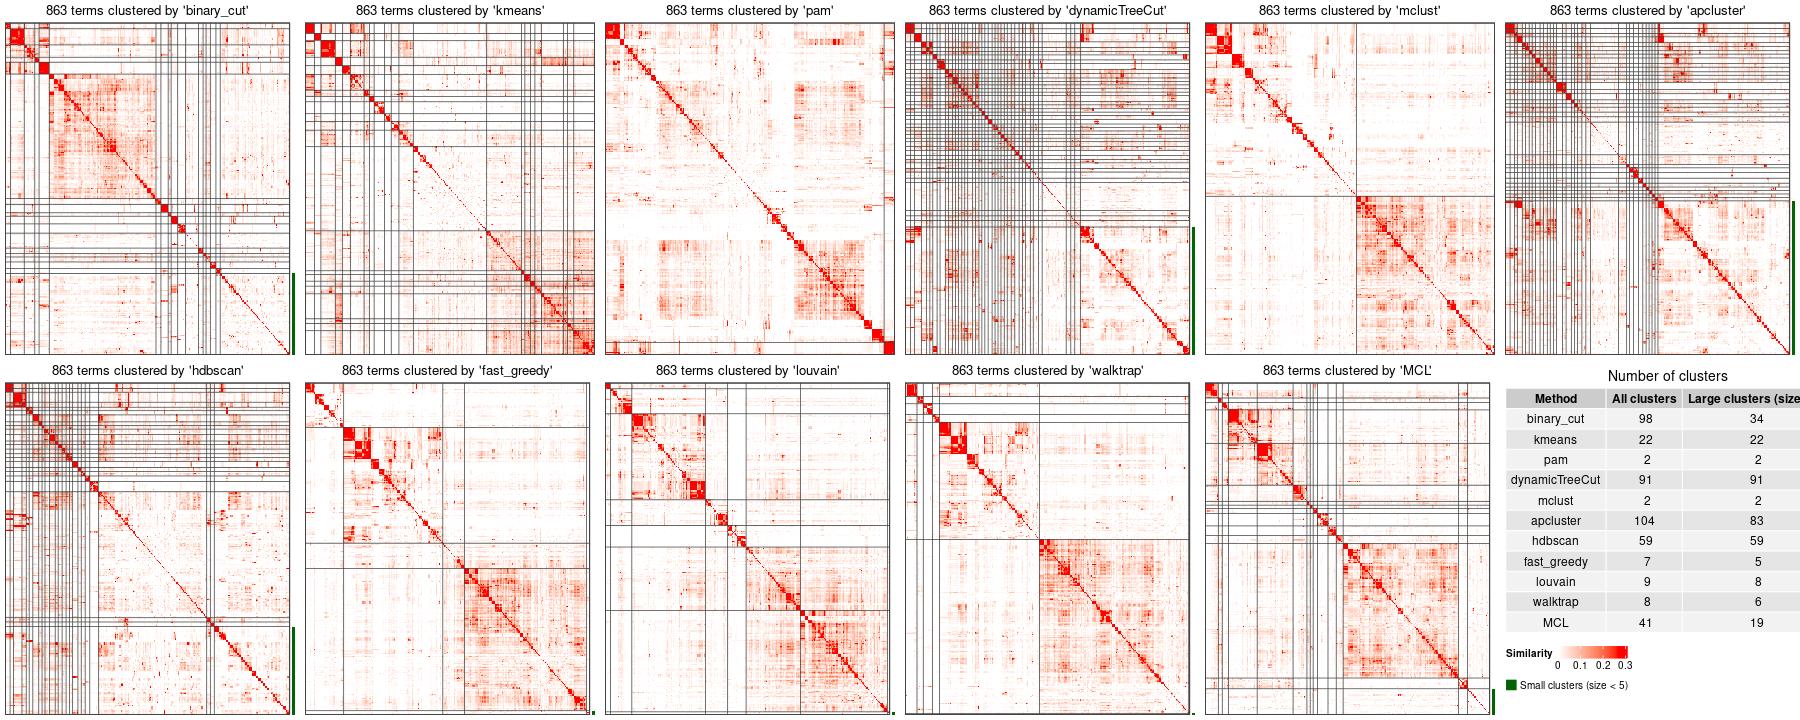 863 terms clustered by 'binary_cut'
863 terms clustered by 'kmeans'
863 terms clustered by 'pam'
863 terms clustered by 'dynamicTreeCut'
863 terms clustered by 'mclust'
863 terms clustered by 'apcluster'
863 terms clustered by 'hdbscan'
863 terms clustered by 'fast_greedy'
863 terms clustered by 'louvain'
863 terms clustered by 'walktrap'
863 terms clustered by 'MCL'
Number of clusters
Method All clusters Large clusters (size
binary_cut 98 34
kmeans 22 22
pam 2 2
dynamicTreeCut 91 91
mclust 2 2
apcluster 104 83
hdbscan 59 59
fast_greedy 7 5
louvain 9 8
walktrap 8 6
MCL 41 19
Similarity
0 0.1 0.2 0.3
Small clusters (size < 5)